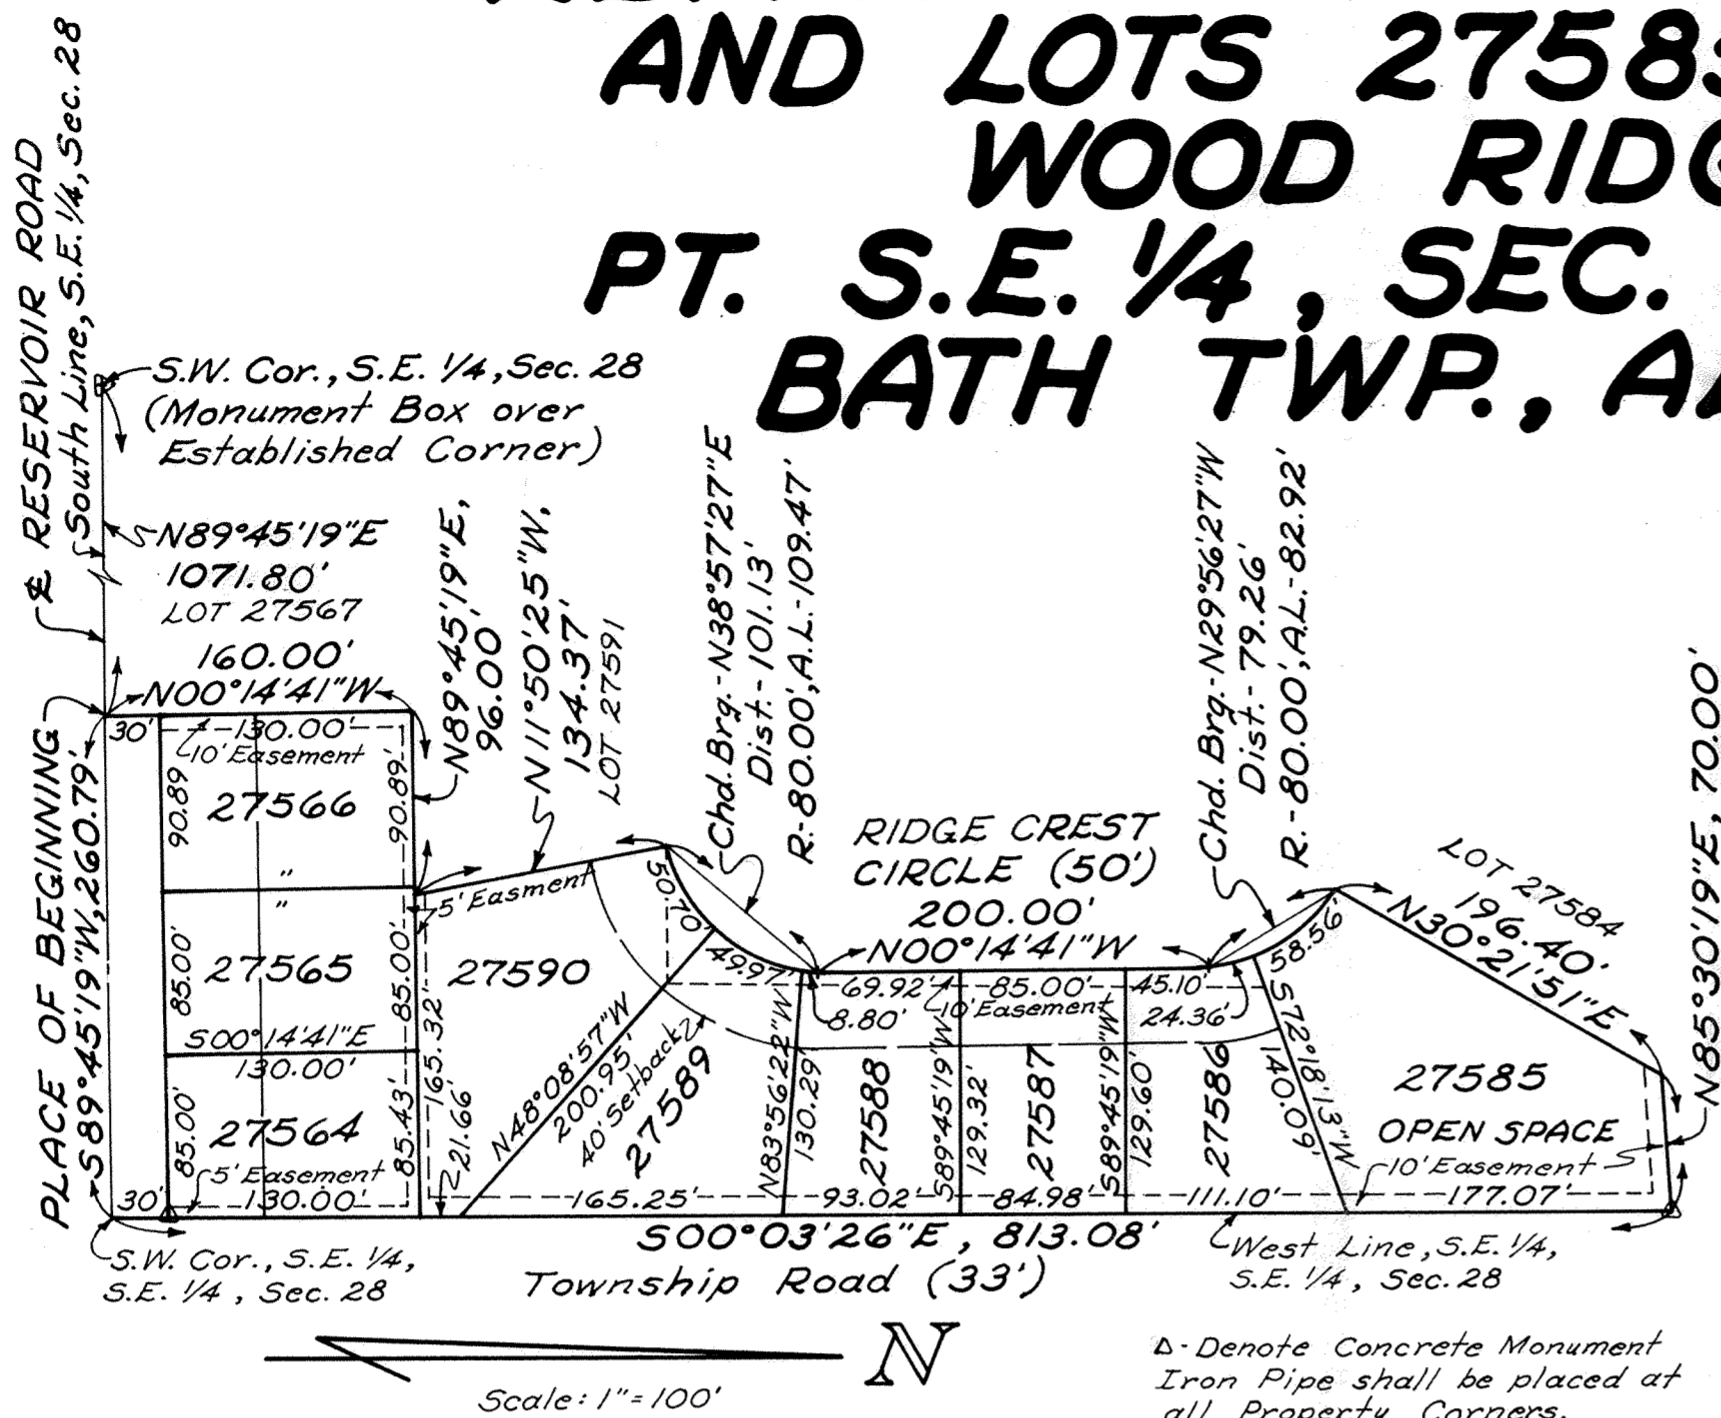 AND LOTS 2758
WOOD RIDG
PT. S.E. 1/4, SEC.
BATH TWP., A
℄ RESERVOIR ROAD
South Line, S.E. 1/4, Sec. 28
S.W. Cor., S.E. 1/4, Sec. 28
(Monument Box over
Established Corner)
N89°45'19"E
1071.80'
LOT 27567
160.00'
N00°14'41"W
N89°45'19"E,
96.00'
N11°50'25"W,
134.37'
LOT 27591
Chd. Brg.-N38°57'27"E
Dist.-101.13'
R.-80.00', A.L.-109.47'
RIDGE CREST
CIRCLE (50')
200.00'
N00°14'41"W
Chd. Brg.-N29°56'27"W
Dist.-79.26'
R.-80.00', A.L.-82.92'
LOT 27584
196.40'
N30°21'51"E
N85°30'19"E, 70.00'
PLACE OF BEGINNING
S89°45'19"W, 260.79'
30'
130.00'
10' Easement
90.89
27566
90.89'
"
"
85.00'
27565
85.00'
S00°14'41"E
130.00'
85.00'
27564
85.43'
5' Easement
30'
130.00'
5' Easment
27590
165.32'
21.66'
50.70'
49.97'
N48°08'57"W
200.95'
40' Setback
27589
165.25'
N83°56'22"W
130.29'
8.80'
69.92'
10' Easement
27588
93.02'
S89°45'19"W
129.32'
85.00'
27587
84.98'
S89°45'19"W
129.60'
45.10'
24.36'
27586
111.10'
58.56'
S72°18'13"W
140.09'
27585
OPEN SPACE
10' Easement
177.07'
S00°03'26"E, 813.08'
Township Road (33')
S.W. Cor., S.E. 1/4,
S.E. 1/4, Sec. 28
West Line, S.E. 1/4,
S.E. 1/4, Sec. 28
N
Scale: 1"=100'
Δ-Denote Concrete Monument
Iron Pipe shall be placed at
all Property Corners.